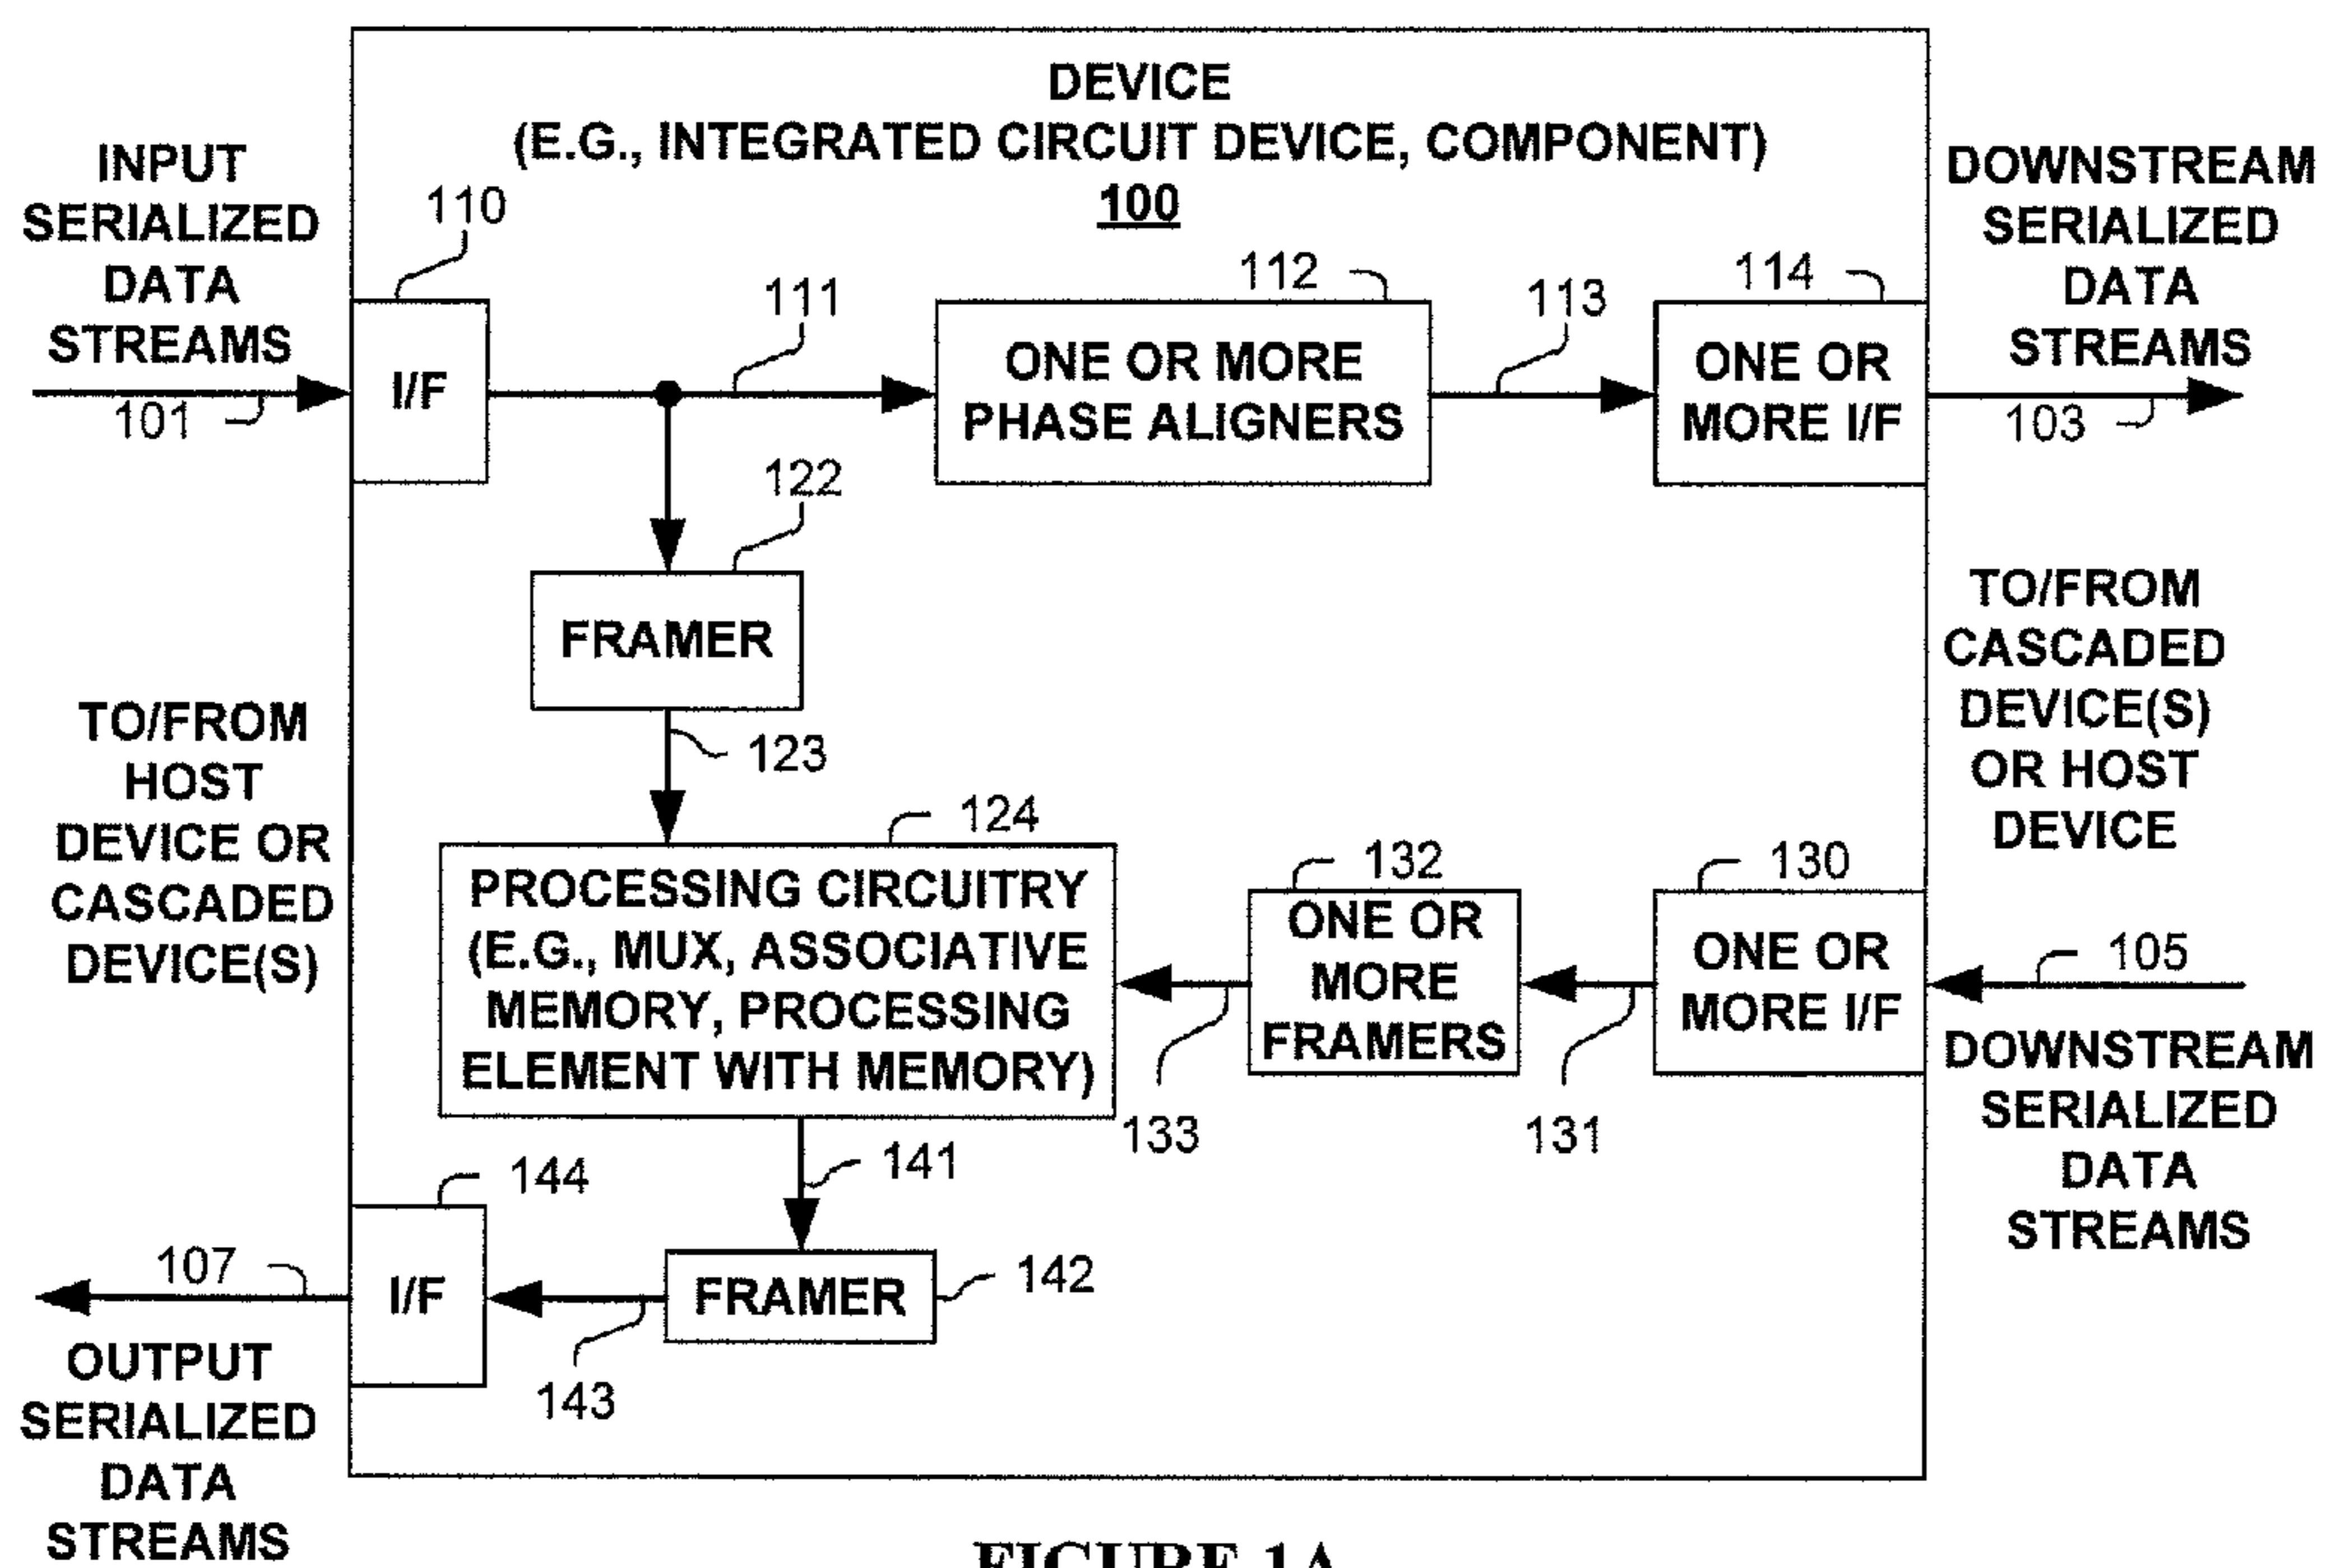 DEVICE
(E.G., INTEGRATED CIRCUIT DEVICE, COMPONENT)
100
INPUT
SERIALIZED
DATA
STREAMS
101
110
I/F
111
112
ONE OR MORE
PHASE ALIGNERS
113
114
ONE OR
MORE I/F
DOWNSTREAM
SERIALIZED
DATA
STREAMS
103
122
FRAMER
123
TO/FROM
HOST
DEVICE OR
CASCADED
DEVICE(S)
124
PROCESSING CIRCUITRY
(E.G., MUX, ASSOCIATIVE
MEMORY, PROCESSING
ELEMENT WITH MEMORY)
132
ONE OR
MORE
FRAMERS
133
130
ONE OR
MORE I/F
131
TO/FROM
CASCADED
DEVICE(S)
OR HOST
DEVICE
105
DOWNSTREAM
SERIALIZED
DATA
STREAMS
141
144
I/F
107
FRAMER
142
143
OUTPUT
SERIALIZED
DATA
STREAMS
FIGURE 1A